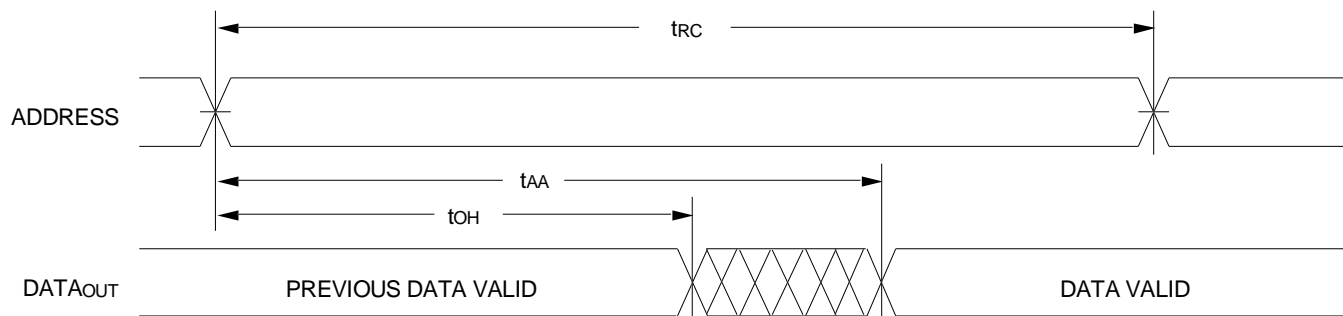 tRC
ADDRESS
tAA
tOH
DATAOUT PREVIOUS DATA VALID DATA VALID